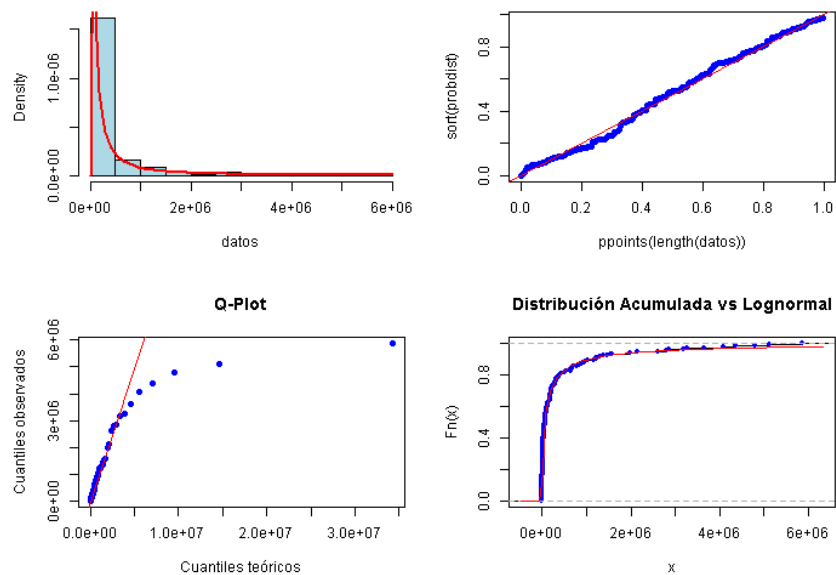 Density
0.0e+00 1.0e-06
0e+00 2e+06 4e+06 6e+06
datos
sort(probdist)
0.0 0.4 0.8
0.0 0.2 0.4 0.6 0.8 1.0
ppoints(length(datos))
Q-Plot
Cuantiles observados
0e+00 3e+06 6e+06
0.0e+00 1.0e+07 2.0e+07 3.0e+07
Cuantiles teóricos
Distribución Acumulada vs Lognormal
Fn(x)
0.0 0.4 0.8
0e+00 2e+06 4e+06 6e+06
x